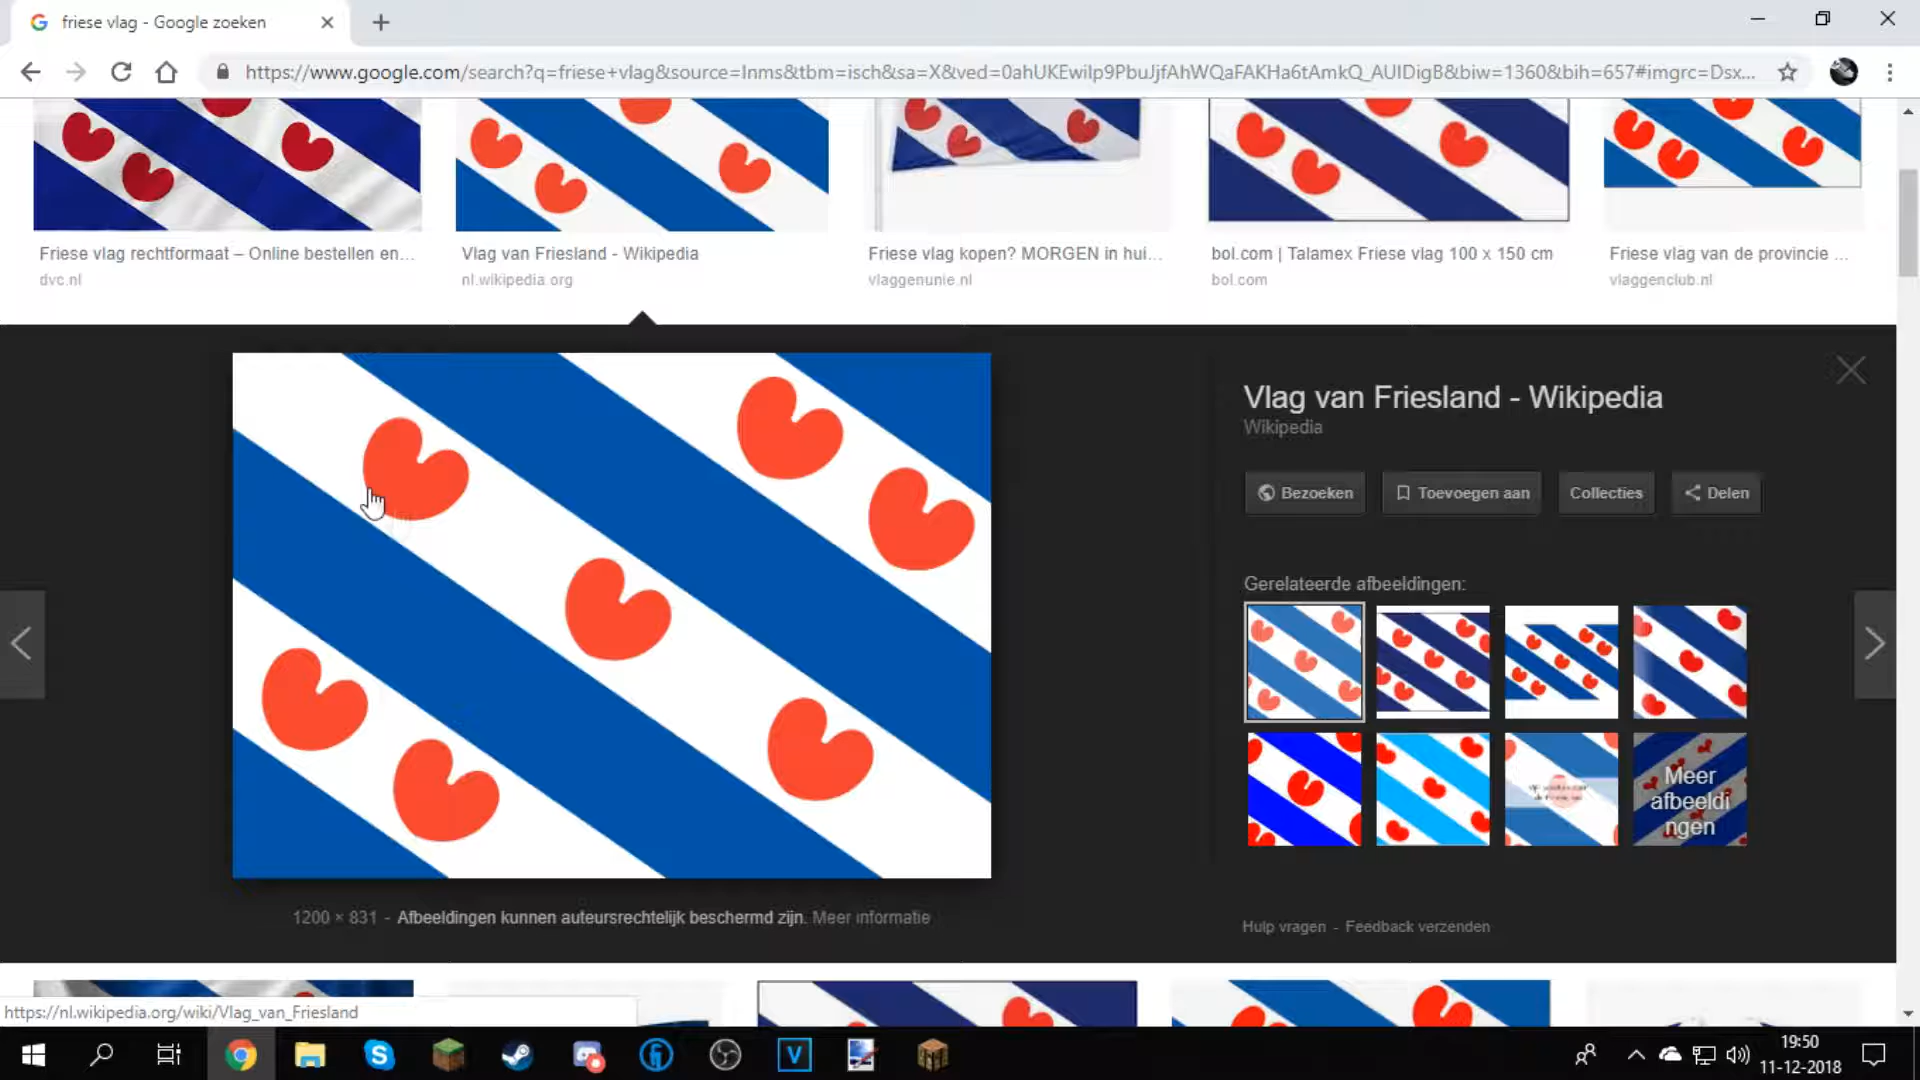 friese vlag - Google zoeken
https://www.google.com/search?q=friese+vlag&source=lnms&tbm=isch&sa=X&ved=0ahUKEwilp9PbuJjfAhWQaFAKHa6tAmkQ_AUIDigB&biw=1360&bih=657#imgrc=Dsx...
Friese vlag rechtformaat – Online bestellen en...
dvc.nl
Vlag van Friesland - Wikipedia
nl.wikipedia.org
Friese vlag kopen? MORGEN in hui...
vlaggenunie.nl
bol.com | Talamex Friese vlag 100 x 150 cm
bol.com
Friese vlag van de provincie ...
vlaggenclub.nl
Vlag van Friesland - Wikipedia
Wikipedia
Bezoeken
Toevoegen aan
Collecties
Delen
Gerelateerde afbeeldingen:
Meer
afbeeldi
ngen
1200 × 831 - Afbeeldingen kunnen auteursrechtelijk beschermd zijn. Meer informatie
Hulp vragen - Feedback verzenden
https://nl.wikipedia.org/wiki/Vlag_van_Friesland
19:50
11-12-2018